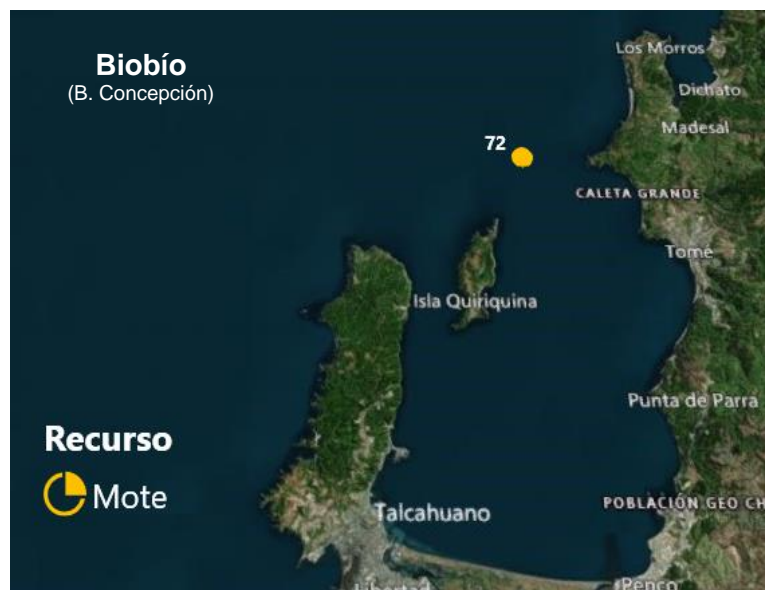 Biobío
(B. Concepción)
Los Morros
Dichato
Madesal
72
CALETA GRANDE
Tomé
Isla Quiriquina
Punta de Parra
Recurso
Mote
POBLACIÓN GEO CH
Talcahuano
Libertad
Penco